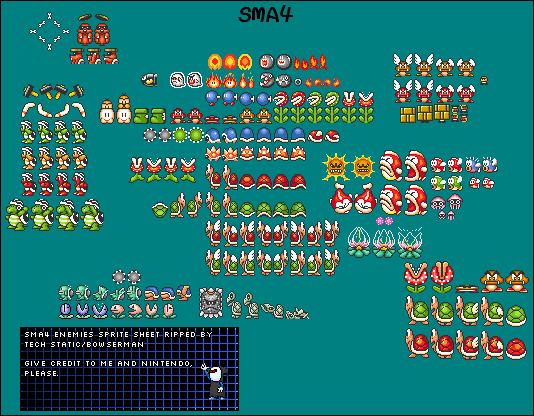 SMA4
SMA4 ENEMIES SPRITE SHEET RIPPED BY
TECH STATIC/BOWSERMAN
GIVE CREDIT TO ME AND NINTENDO,
PLEASE.